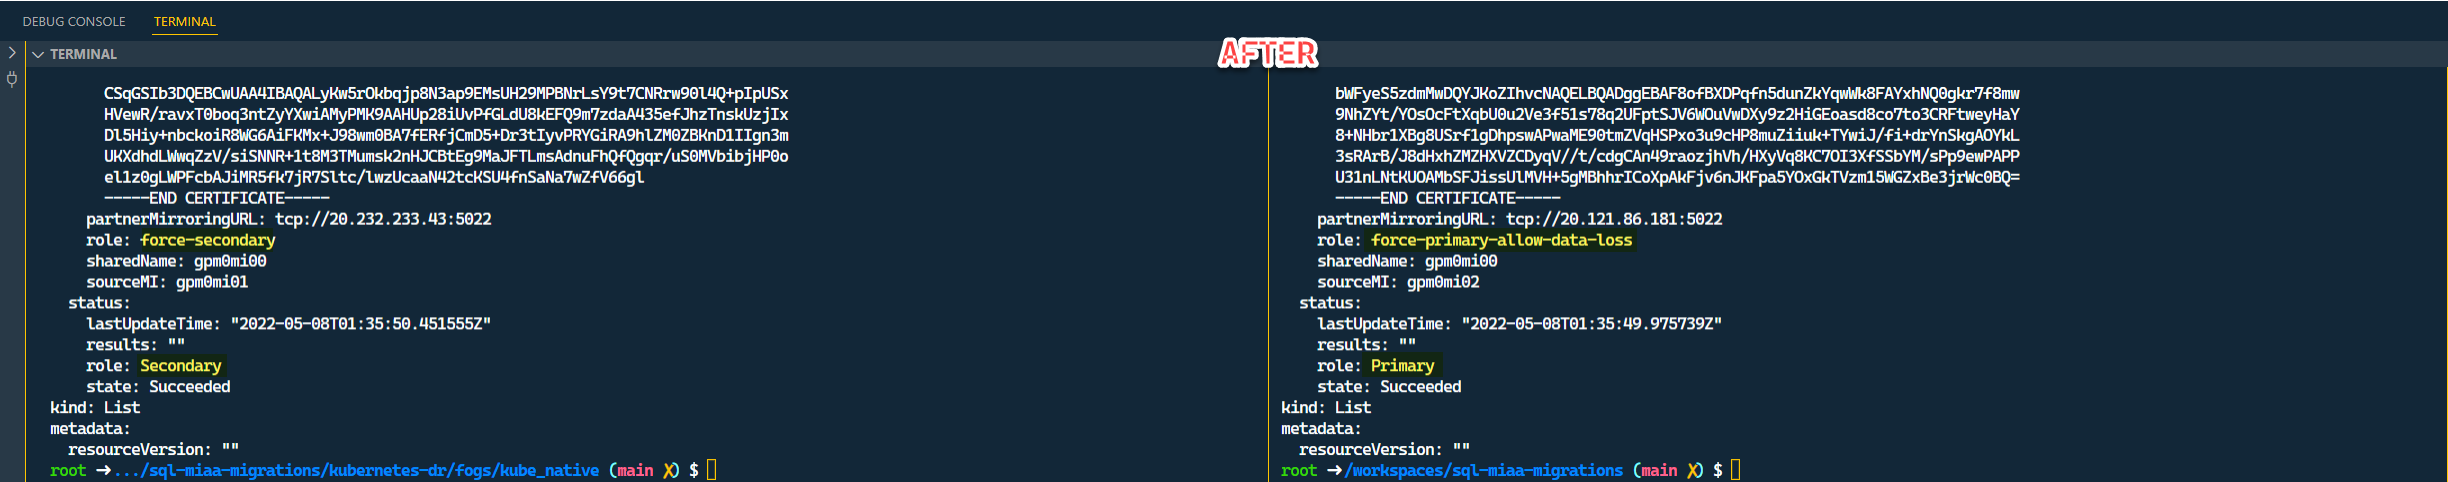 DEBUG CONSOLE TERMINAL
TERMINAL
AFTER
CSqGSIb3DQEBCwUAA4IBAQALyKw5rOkbqjp8N3ap9EMsUH29MPBNrLsY9t7CNRrw90l4Q+pIpUSx
HVewR/ravxT0boq3ntZyYXwiAMyPMK9AAHUp28iUvPfGLdU8kEFQ9m7zdaA435efJhzTnskUzjIx
Dl5Hiy+nbckoiR8WG6AiFKMx+J98wm0BA7fERfjCmD5+Dr3tIyvPRYGiRA9hlZM0ZBKnD1IIgn3m
UKXdhdLWwqZzV/siSNNR+1t8M3TMumsk2nHJCBtEg9MaJFTLmsAdnuFhQfQgqr/uS0MVbibjHP0o
el1z0gLWPFcbAJiMR5fk7jR7Sltc/lwzUcaaN42tcKSU4fnSaNa7wZfV66gl
-----END CERTIFICATE-----
partnerMirroringURL: tcp://20.232.233.43:5022
role: force-secondary
sharedName: gpm0mi00
sourceMI: gpm0mi01
status:
lastUpdateTime: "2022-05-08T01:35:50.451555Z"
results: ""
role: Secondary
state: Succeeded
kind: List
metadata:
resourceVersion: ""
root ➜ .../sql-miaa-migrations/kubernetes-dr/fogs/kube_native (main ✗) $
bWFyeS5zdmMwDQYJKoZIhvcNAQELBQADggEBAF8ofBXDPqfn5dunZkYqwWk8FAYxhNQ0gkr7f8mw
9NhZYt/YOsOcFtXqbU0u2Ve3f51s78q2UFptSJV6WOuVwDXy9z2HiGEoasd8co7to3CRFtweyHaY
8+NHbr1XBg8USrf1gDhpswAPwaME90tmZVqHSPxo3u9cHP8muZiiuk+TYwiJ/fi+drYnSkgAOYkL
3sRArB/J8dHxhZMZHXVZCDyqV//t/cdgCAn49raozjhVh/HXyVq8KC7OI3XfSSbYM/sPp9ewPAPP
U31nLNtKUOAMbSFJissUlMVH+5gMBhhrICoXpAkFjv6nJKFpa5YOxGkTVzm15WGZxBe3jrWc0BQ=
-----END CERTIFICATE-----
partnerMirroringURL: tcp://20.121.86.181:5022
role: force-primary-allow-data-loss
sharedName: gpm0mi00
sourceMI: gpm0mi02
status:
lastUpdateTime: "2022-05-08T01:35:49.975739Z"
results: ""
role: Primary
state: Succeeded
kind: List
metadata:
resourceVersion: ""
root ➜ /workspaces/sql-miaa-migrations (main ✗) $